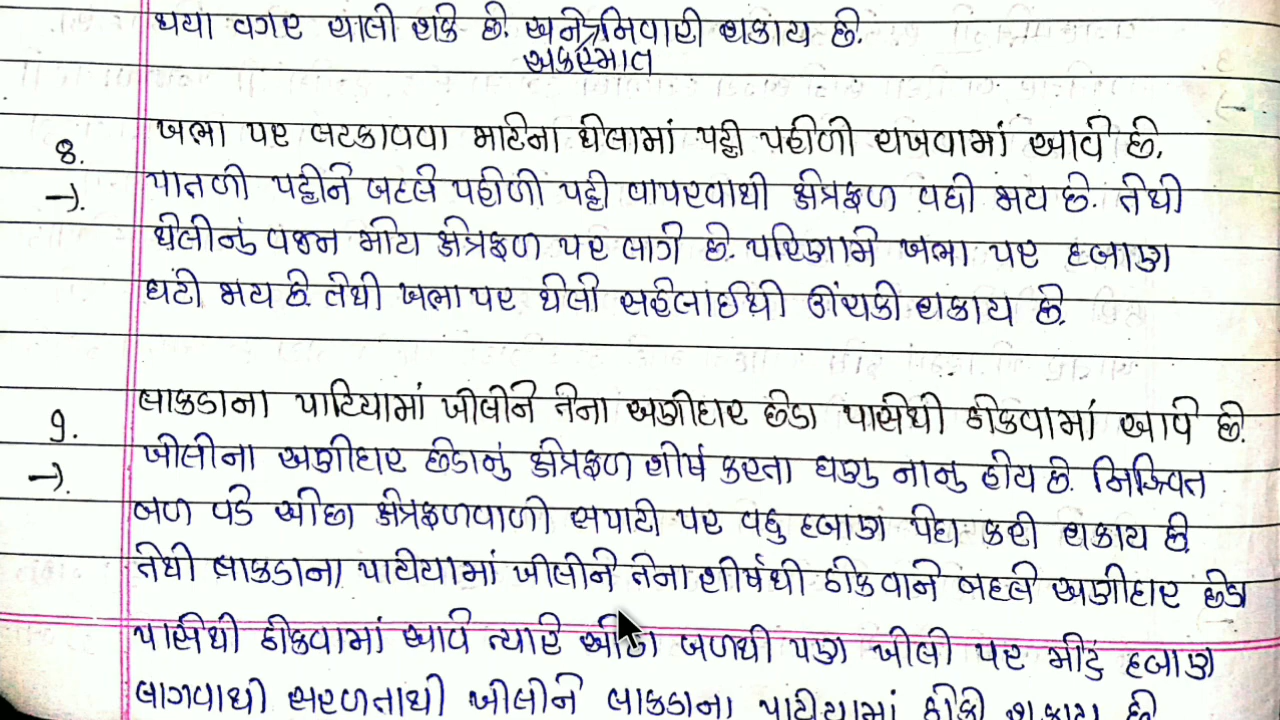 થયા વગર ચાલી શકે છે. અને નિવારી શકાય છે.
અકસ્માત
8. ખભા પર લટકાવવા માટેના થેલામાં પટ્ટી પહોળી રાખવામાં આવે છે.
→. પાતળી પટ્ટીને બદલે પહોળી પટ્ટી વાપરવાથી ક્ષેત્રફળ વધી જાય છે. તેથી
થેલીનું વજન મોટા ક્ષેત્રફળ પર લાગે છે. પરિણામે ખભા પર દબાણ
ઘટી જાય છે. તેથી ખભા પર થેલી સહેલાઈથી ઊંચકી શકાય છે.
9. લાકડાના પાટિયામાં ખીલીને તેના અણીદાર છેડા પાસેથી ઠોકવામાં આવે છે.
→. ખીલીના અણીદાર છેડાનું ક્ષેત્રફળ શીર્ષ કરતા ઘણુ નાનુ હોય છે. નિશ્ચિત
બળ વડે ઓછા ક્ષેત્રફળવાળી સપાટી પર વધુ દબાણ પેદા કરી શકાય છે.
તેથી લાકડાના પાટીયામાં ખીલીને તેના શીર્ષથી ઠોકવાને બદલે અણીદાર છેડા
પાસેથી ઠોકવામાં આવે ત્યારે ઓછા બળથી પણ ખીલી પર મોટું દબાણ
લાગવાથી સરળતાથી ખીલીને લાકડાના પાટીયામાં ઠોકી શકાય છે.